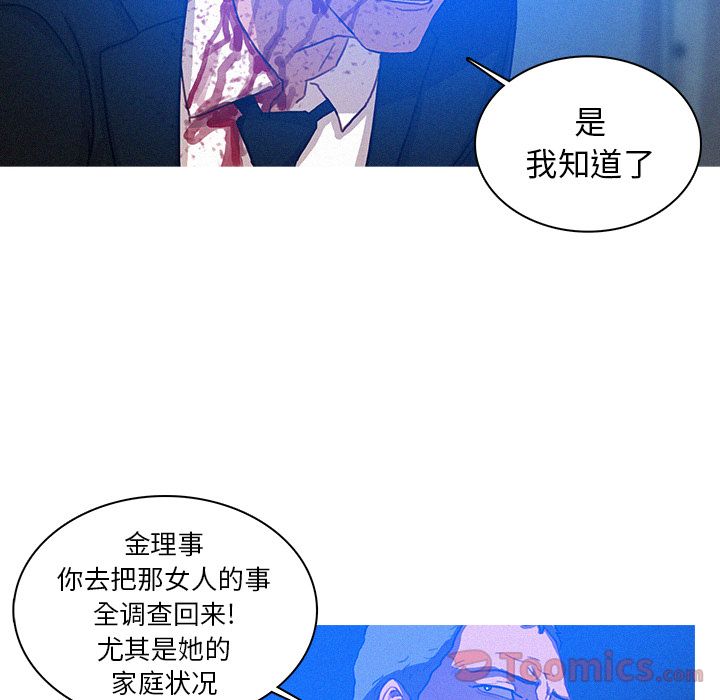 是
我知道了
金理事
你去把那女人的事
全调查回来!
尤其是她的
家庭状况
Toomics.com